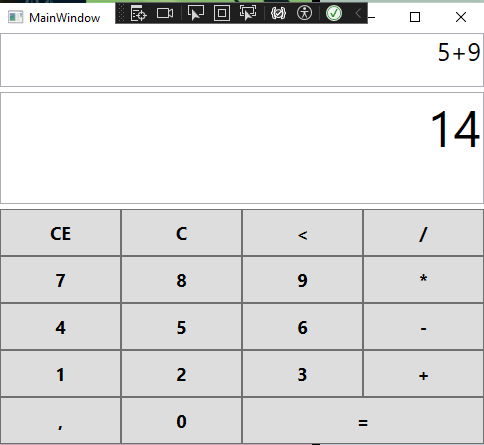 MainWindow
5+9
14
CE C < /
7 8 9 *
4 5 6 -
1 2 3 +
, 0 =